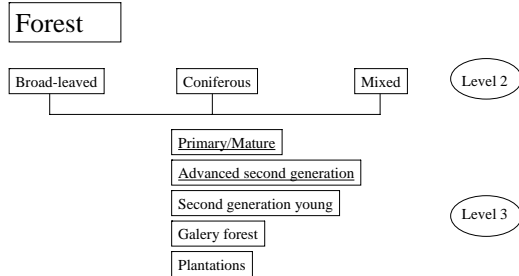 Forest
Broad-leaved Coniferous Mixed Level 2
Primary/Mature
Advanced second generation
Second generation young Level 3
Galery forest
Plantations